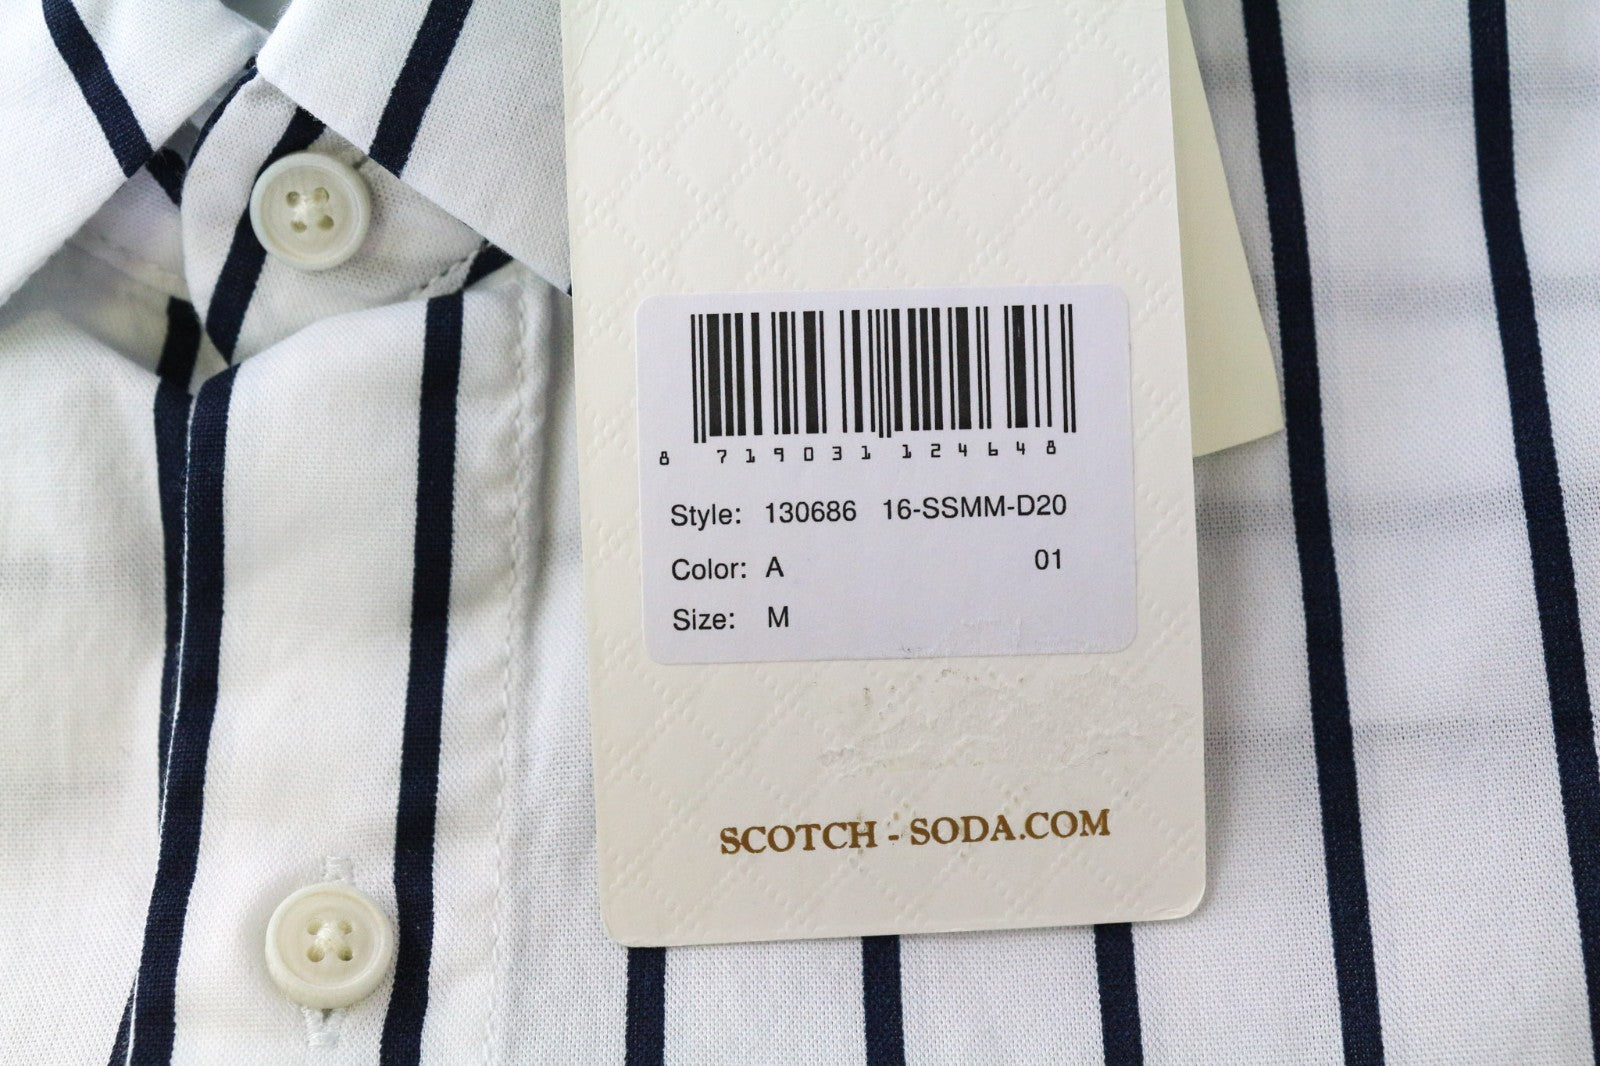 8 719031 124648
Style: 130686 16-SSMM-D20
Color: A 01
Size: M
SCOTCH - SODA.COM